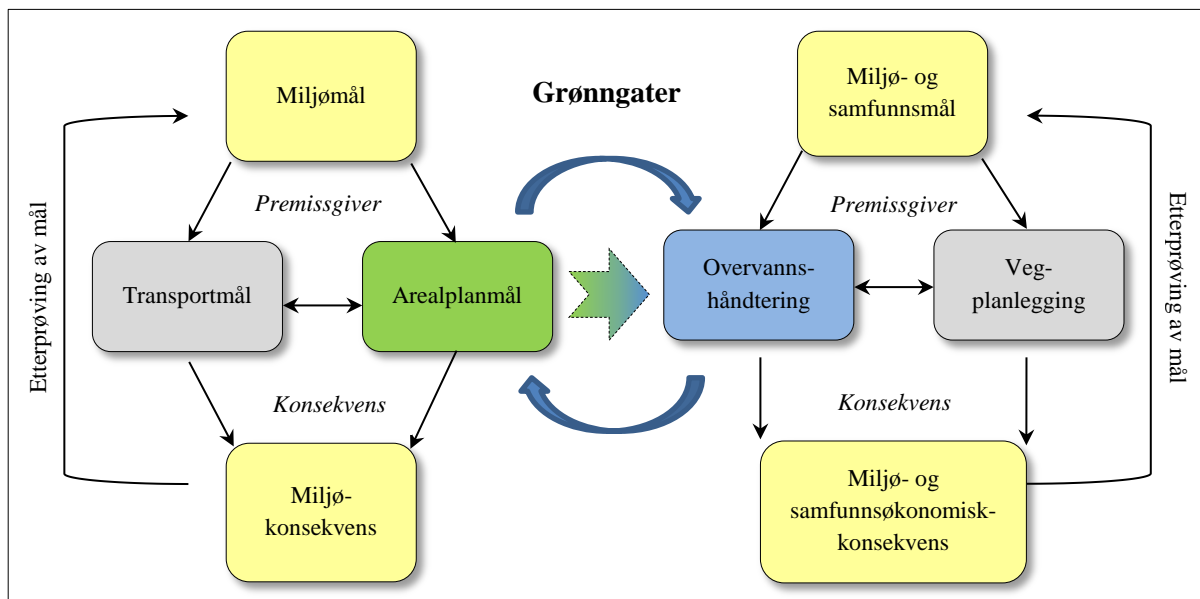 Grønngater
Miljømål
Etterprøving av mål
Premissgiver
Transportmål
Arealplanmål
Konsekvens
Miljø-
konsekvens
Miljø- og
samfunnsmål
Premissgiver
Overvanns-
håndtering
Veg-
planlegging
Etterprøving av mål
Konsekvens
Miljø- og
samfunnsøkonomisk-
konsekvens